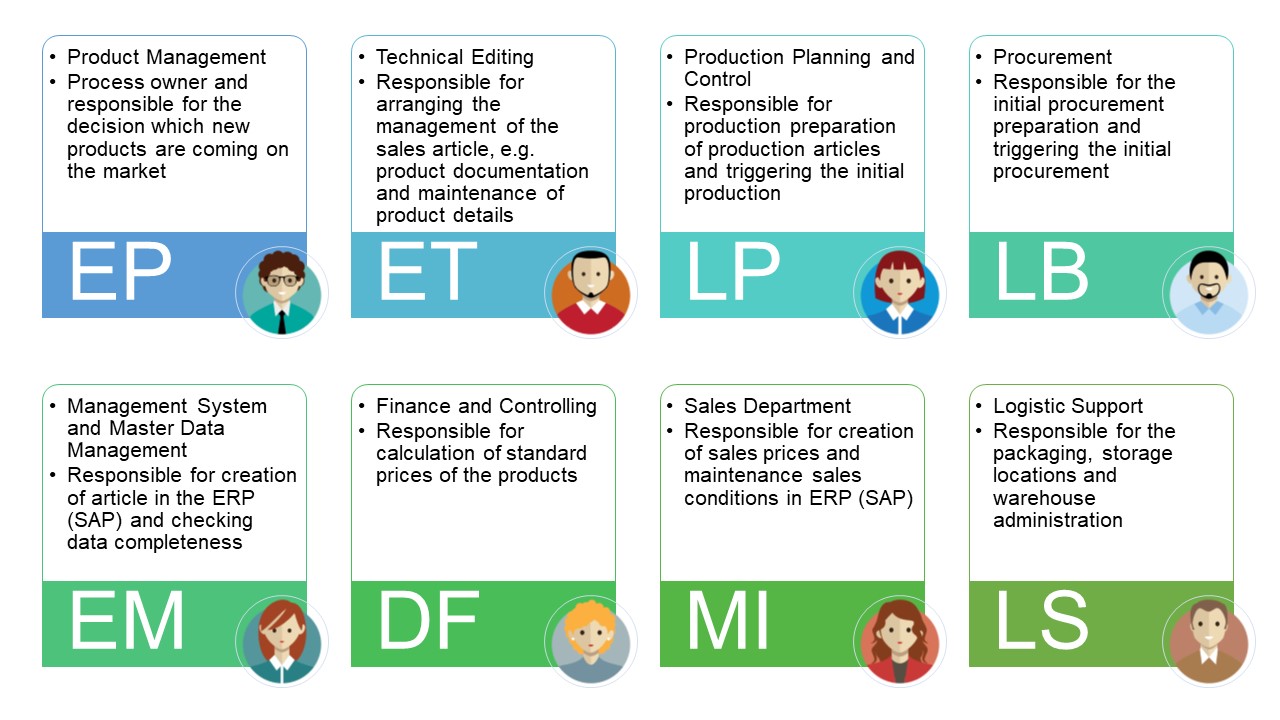 • Product Management
• Process owner and
responsible for the
decision which new
products are coming on
the market
EP
• Technical Editing
• Responsible for
arranging the
management of the
sales article, e.g.
product documentation
and maintenance of
product details
ET
• Production Planning and
Control
• Responsible for
production preparation
of production articles
and triggering the initial
production
LP
• Procurement
• Responsible for the
initial procurement
preparation and
triggering the initial
procurement
LB
• Management System
and Master Data
Management
• Responsible for creation
of article in the ERP
(SAP) and checking
data completeness
EM
• Finance and Controlling
• Responsible for
calculation of standard
prices of the products
DF
• Sales Department
• Responsible for creation
of sales prices and
maintenance sales
conditions in ERP (SAP)
MI
• Logistic Support
• Responsible for the
packaging, storage
locations and
warehouse
administration
LS